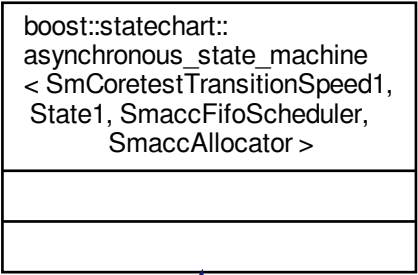 boost::statechart::
asynchronous_state_machine
< SmCoretestTransitionSpeed1,
State1, SmaccFifoScheduler,
SmaccAllocator >